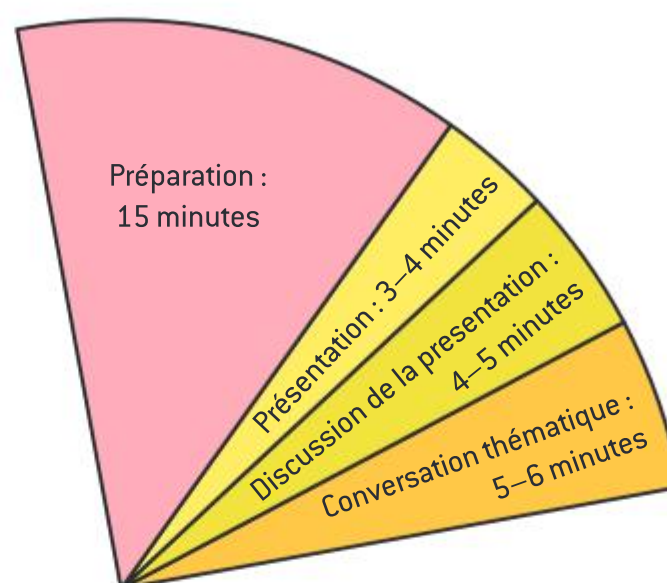 Préparation :
15 minutes
Présentation : 3–4 minutes
Discussion de la presentation :
4–5 minutes
Conversation thématique :
5–6 minutes